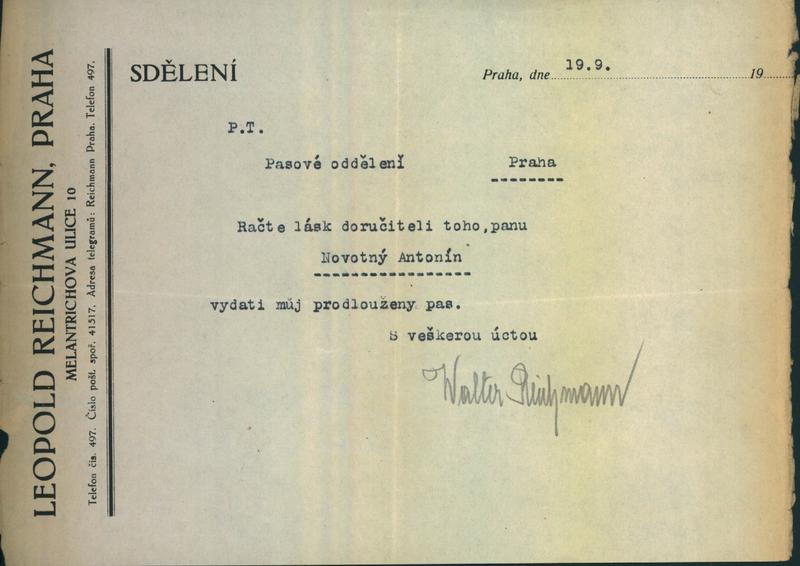 LEOPOLD REICHMANN, PRAHA
MELANTRICHOVA ULICE 10
Telefon čís. 497. Číslo pošt. spoř. 41517. Adresa telegramů: Reichmann Praha. Telefon 497.
SDĚLENÍ
Praha, dne 19.9. 19
P.T.
Pasové oddělení Praha
Račte lásk doručiteli toho,panu
Novotný Antonín
vydati můj prodlouženy pas.
S veškerou úctou
Walter Reichmann